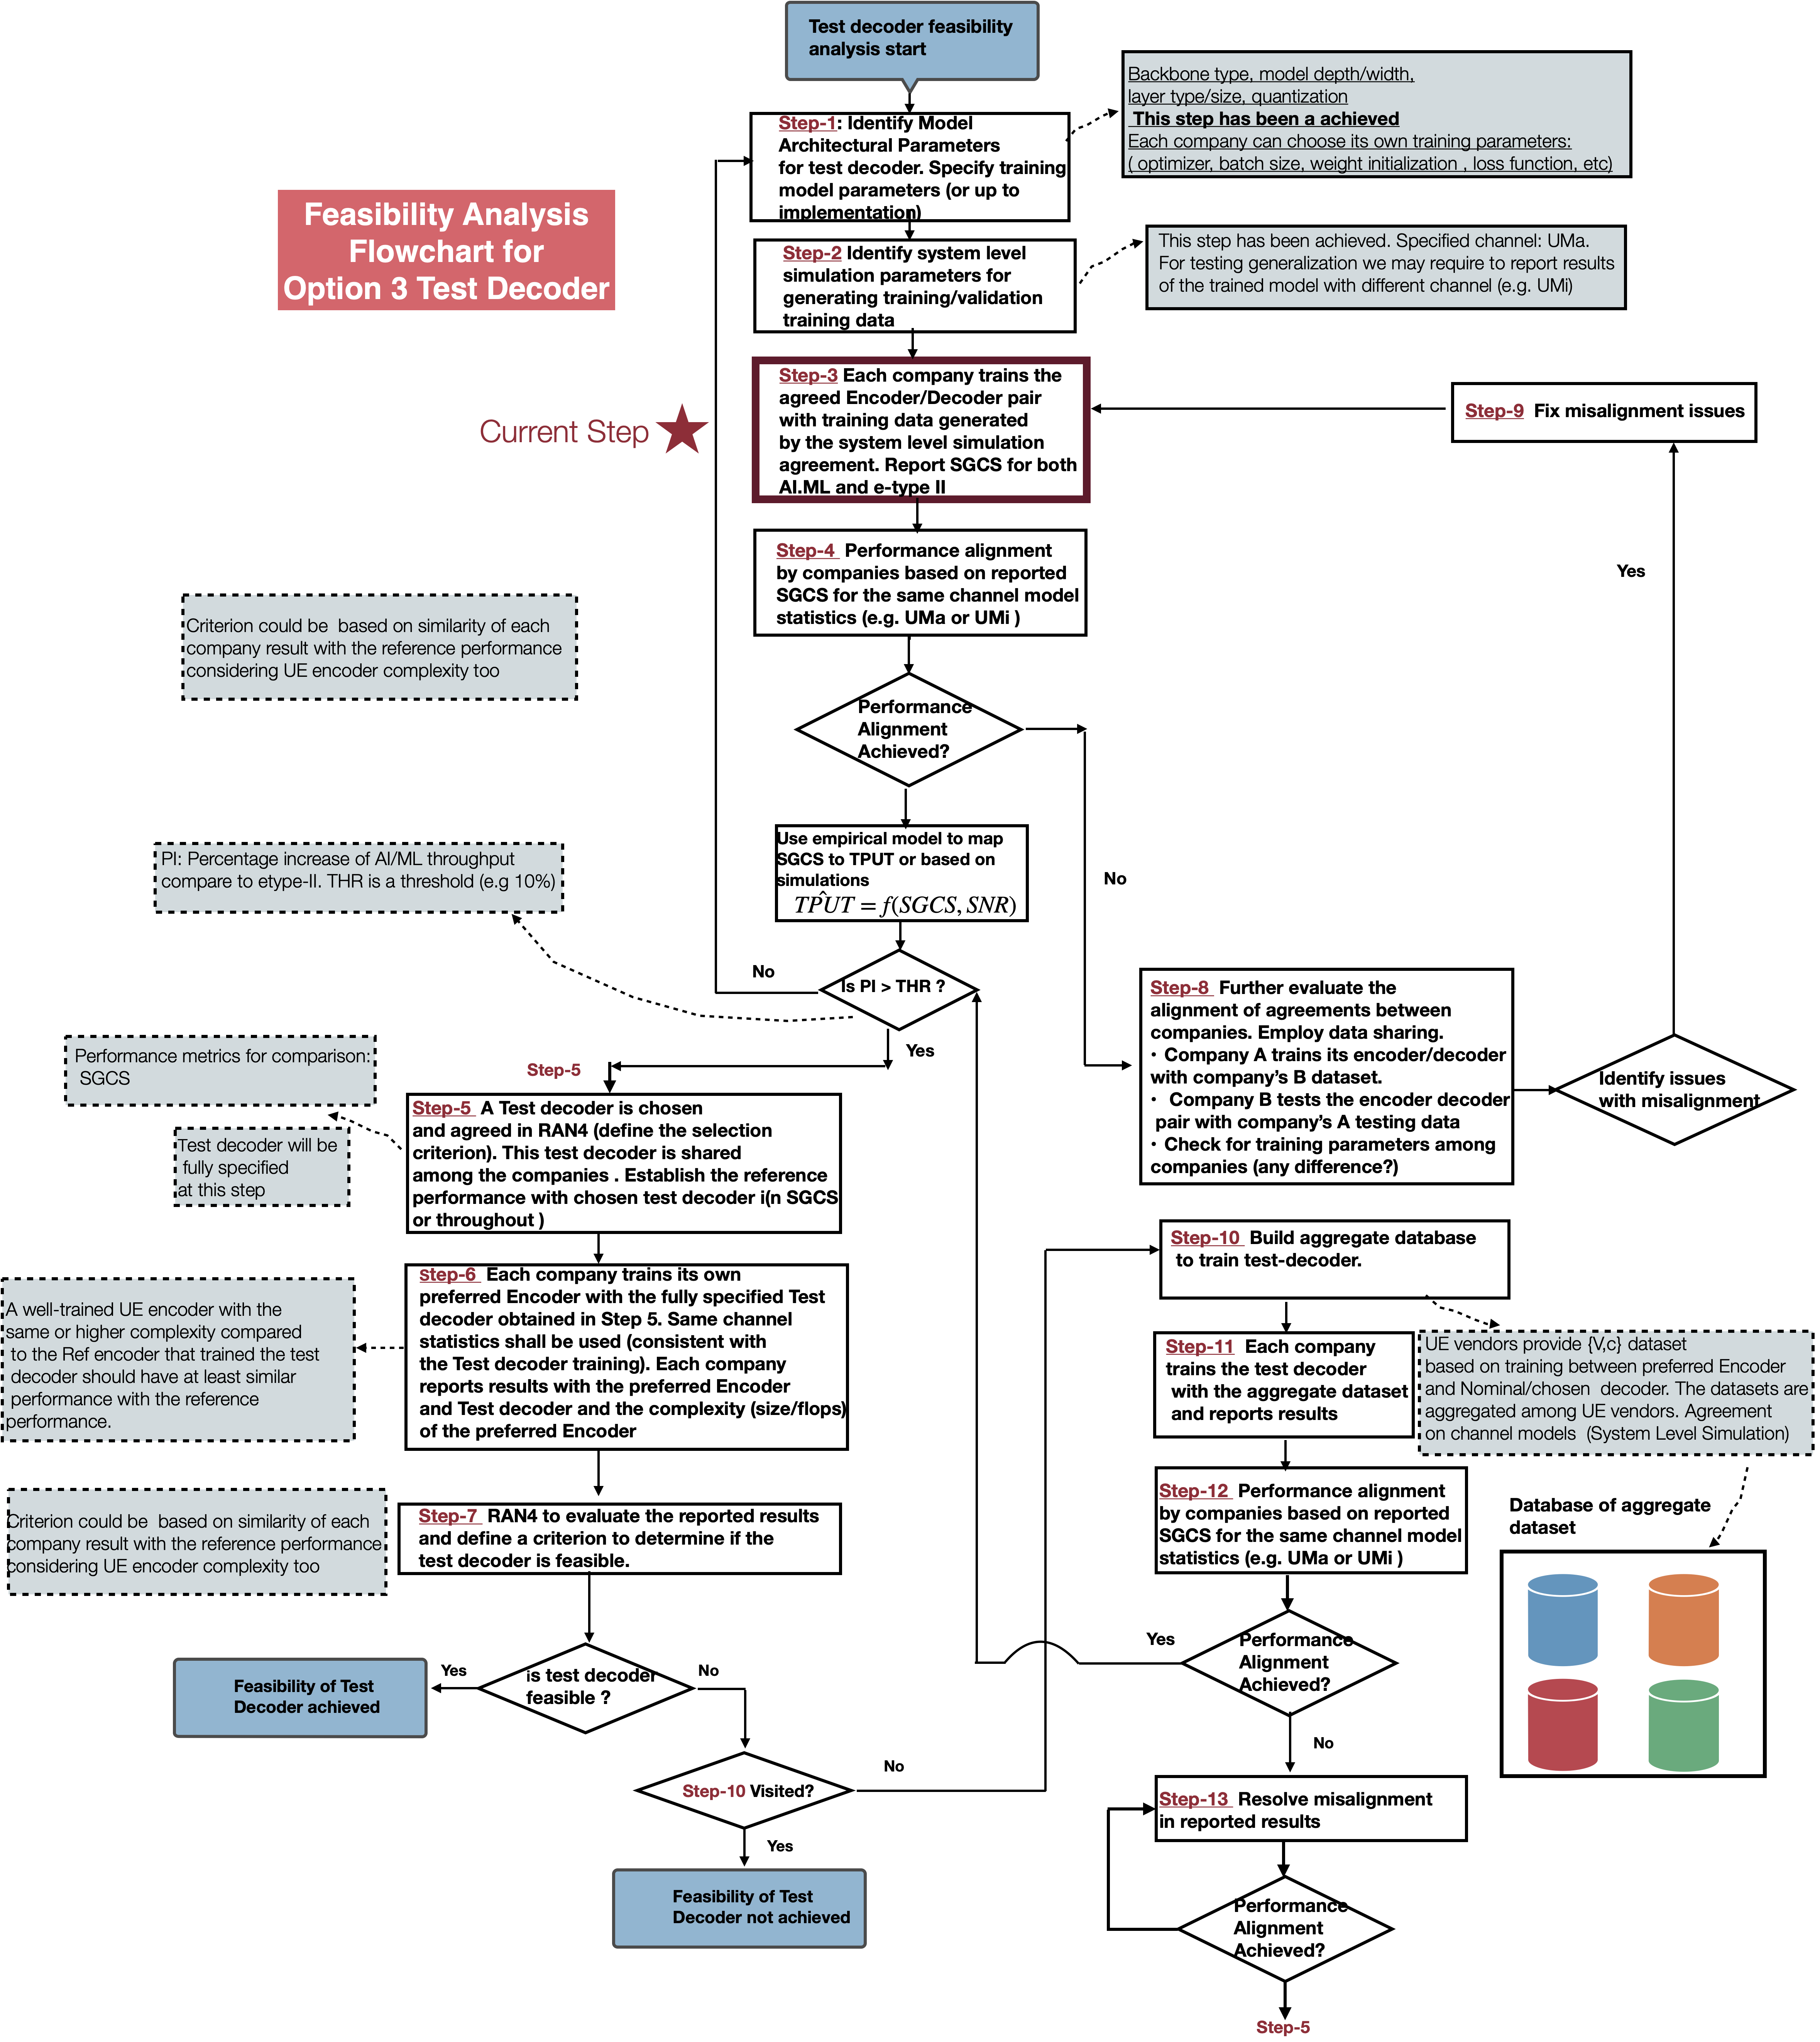 Test decoder feasibility
analysis start
Backbone type, model depth/width,
layer type/size, quantization
This step has been a achieved
Each company can choose its own training parameters:
( optimizer, batch size, weight initialization , loss function, etc)
Step-1: Identify Model
Architectural Parameters
for test decoder. Specify training
model parameters (or up to
implementation)
Feasibility Analysis
Flowchart for
Option 3 Test Decoder
Step-2 Identify system level
simulation parameters for
generating training/validation
training data
This step has been achieved. Specified channel: UMa.
For testing generalization we may require to report results
of the trained model with different channel (e.g. UMi)
Current Step
Step-3 Each company trains the
agreed Encoder/Decoder pair
with training data generated
by the system level simulation
agreement. Report SGCS for both
AI.ML and e-type II
Step-9 Fix misalignment issues
Step-4 Performance alignment
by companies based on reported
SGCS for the same channel model
statistics (e.g. UMa or UMi )
Yes
Criterion could be  based on similarity of each
company result with the reference performance
considering UE encoder complexity too
Performance
Alignment
Achieved?
Use empirical model to map
SGCS to TPUT or based on
simulations
TP̂UT = f(SGCS, SNR)
No
PI: Percentage increase of AI/ML throughput
compare to etype-II. THR is a threshold (e.g 10%)
No
Is PI > THR ?
Yes
Step-8 Further evaluate the
alignment of agreements between
companies. Employ data sharing.
• Company A trains its encoder/decoder
with company's B dataset.
• Company B tests the encoder decoder
pair with company's A testing data
• Check for training parameters among
companies (any difference?)
Identify issues
with misalignment
Performance metrics for comparison:
SGCS
Step-5
Step-5 A Test decoder is chosen
and agreed in RAN4 (define the selection
criterion). This test decoder is shared
among the companies . Establish the reference
performance with chosen test decoder i(n SGCS
or throughout )
Test decoder will be
fully specified
at this step
Step-10 Build aggregate database
to train test-decoder.
Step-6 Each company trains its own
preferred Encoder with the fully specified Test
decoder obtained in Step 5. Same channel
statistics shall be used (consistent with
the Test decoder training). Each company
reports results with the preferred Encoder
and Test decoder and the complexity (size/flops)
of the preferred Encoder
A well-trained UE encoder with the
same or higher complexity compared
to the Ref encoder that trained the test
decoder should have at least similar
performance with the reference
performance.
Step-11 Each company
trains the test decoder
with the aggregate dataset
and reports results
UE vendors provide {V,c} dataset
based on training between preferred Encoder
and Nominal/chosen  decoder. The datasets are
aggregated among UE vendors. Agreement
on channel models  (System Level Simulation)
Step-7 RAN4 to evaluate the reported results
and define a criterion to determine if the
test decoder is feasible.
Criterion could be  based on similarity of each
company result with the reference performance
considering UE encoder complexity too
Step-12 Performance alignment
by companies based on reported
SGCS for the same channel model
statistics (e.g. UMa or UMi )
Database of aggregate
dataset
Yes
Performance
Alignment
Achieved?
is test decoder
feasible ?
Yes
No
Feasibility of Test
Decoder achieved
No
Step-10 Visited?
No
Yes
Feasibility of Test
Decoder not achieved
Step-13 Resolve misalignment
in reported results
Performance
Alignment
Achieved?
Step-5